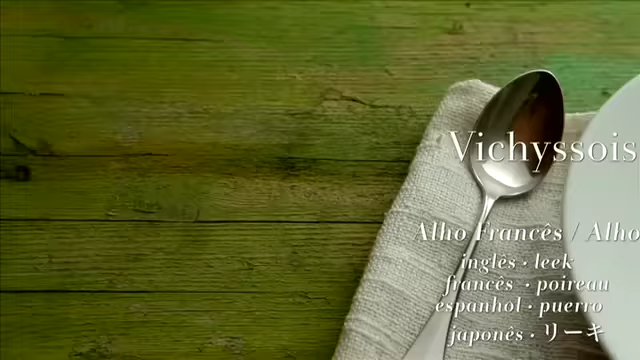 Vichyssois
Alho Francês / Alho
inglês · leek
francês · poireau
espanhol · puerro
japonês · リーキ